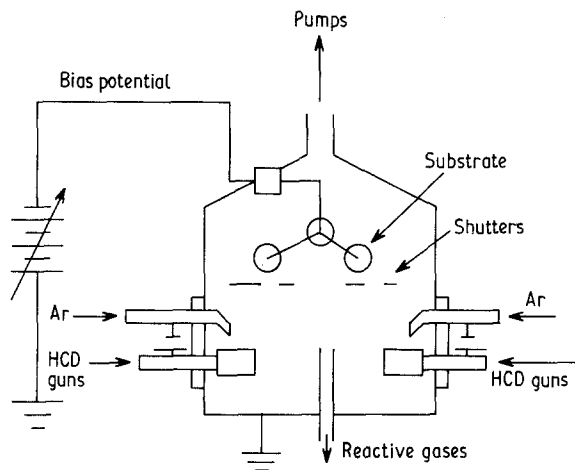 Pumps
Bias potential
Substrate
Shutters
Ar
Ar
HCD
guns
HCD guns
Reactive gases